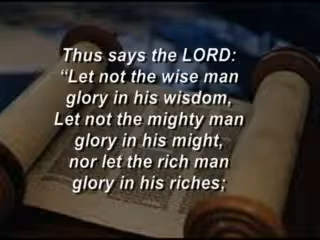 Thus says the LORD:
“Let not the wise man
glory in his wisdom,
Let not the mighty man
glory in his might,
nor let the rich man
glory in his riches;